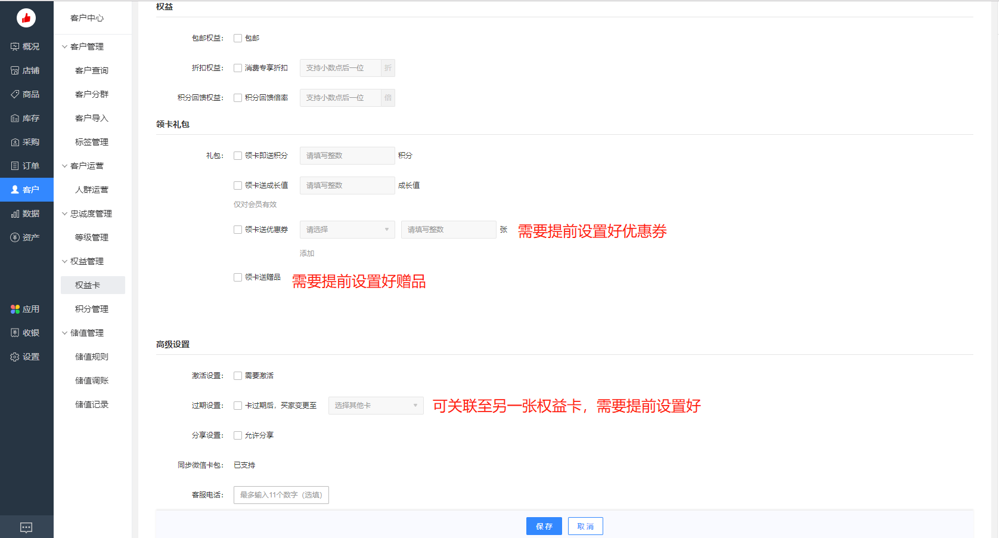 概况
店铺
商品
库存
采购
订单
客户
数据
资产
应用
收银
设置
客户中心
客户管理
客户查询
客户分群
客户导入
标签管理
客户运营
人群运营
忠诚度管理
等级管理
权益管理
权益卡
积分管理
储值管理
储值规则
储值调账
储值记录
权益
包邮权益： 包邮
折扣权益： 消费专享折扣 支持小数点后一位 折
积分回馈权益： 积分回馈倍率 支持小数点后一位 倍
领卡礼包
礼包： 领卡即送积分 请填写整数 积分
领卡送成长值 请填写整数 成长值
仅对会员有效
领卡送优惠券 请选择 请填写整数 张 需要提前设置好优惠券
添加
领卡送赠品 需要提前设置好赠品
高级设置
激活设置： 需要激活
过期设置： 卡过期后，买家变更至 选择其他卡 可关联至另一张权益卡，需要提前设置好
分享设置： 允许分享
同步微信卡包： 已支持
客服电话： 最多输入11个数字（选填）
保存 取消